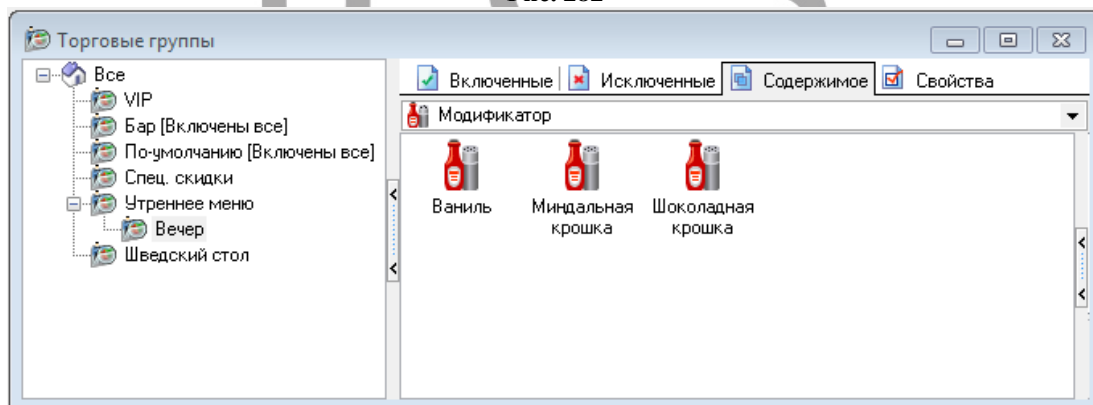 Торговые группы
Все
VIP
Бар [Включены все]
По-умолчанию [Включены все]
Спец. скидки
Утреннее меню
Вечер
Шведский стол
Включенные Исключенные Содержимое Свойства
Модификатор
Ваниль Миндальная Шоколадная
крошка крошка